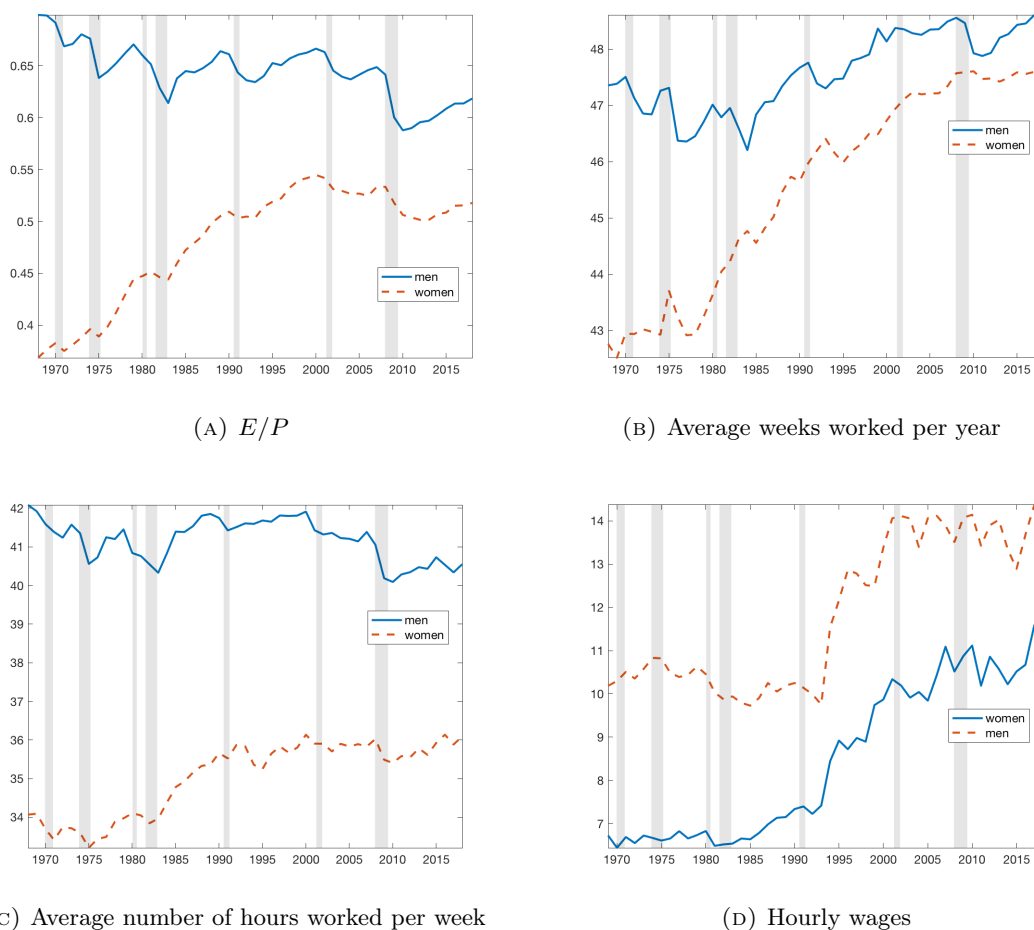 0.65
0.6
0.55
0.5
0.45
0.4
men
women
1970 1975 1980 1985 1990 1995 2000 2005 2010 2015
(A) E/P
48
47
46
45
44
43
men
women
1970 1975 1980 1985 1990 1995 2000 2005 2010 2015
(B) Average weeks worked per year
42
41
40
39
38
37
36
35
34
men
women
1970 1975 1980 1985 1990 1995 2000 2005 2010 2015
C) Average number of hours worked per week
14
13
12
11
10
9
8
7
women
men
1970 1975 1980 1985 1990 1995 2000 2005 2010 2015
(D) Hourly wages